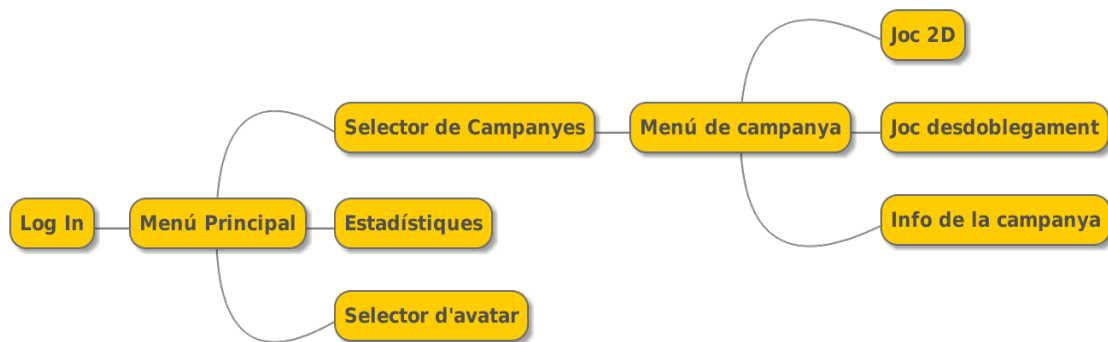 Log In
Menú Principal
Selector de Campanyes
Estadístiques
Selector d'avatar
Menú de campanya
Joc 2D
Joc desdoblegament
Info de la campanya